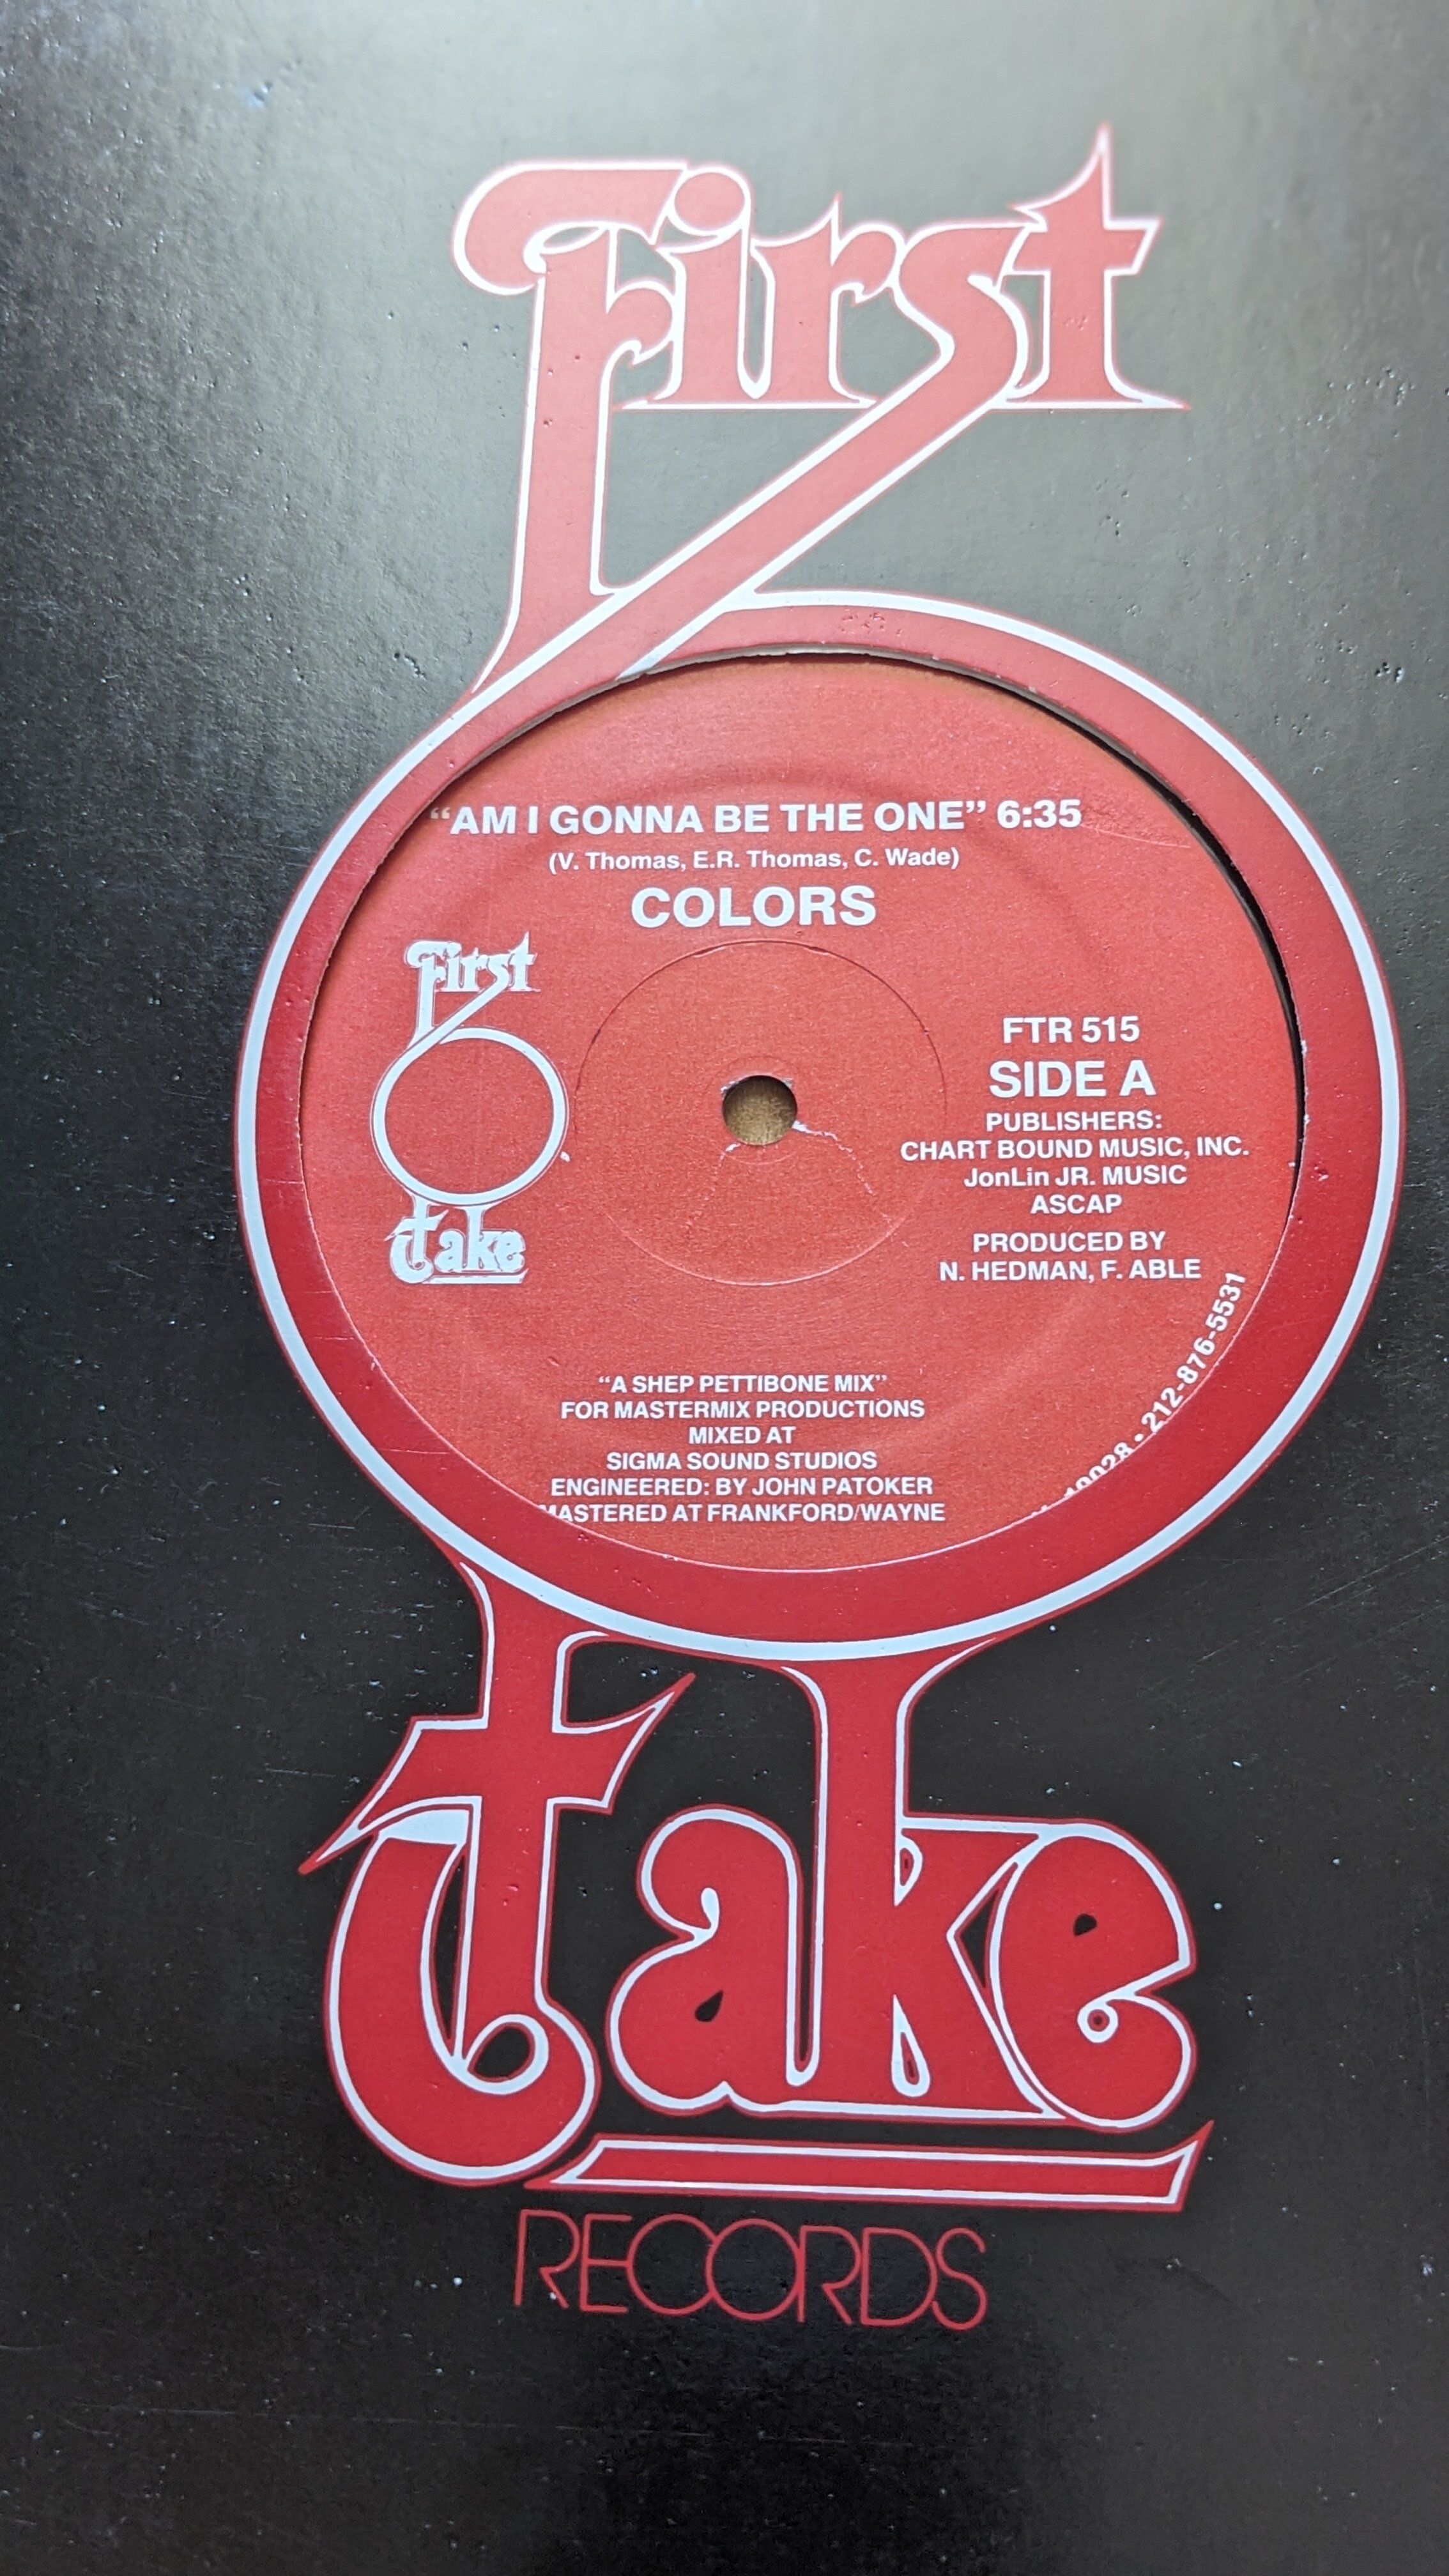 First
"AM I GONNA BE THE ONE" 6:35
(V. Thomas, E.R. Thomas, C. Wade)
COLORS
First
take
FTR 515
SIDE A
PUBLISHERS:
CHART BOUND MUSIC, INC.
JonLin JR. MUSIC
ASCAP
PRODUCED BY
N. HEDMAN, F. ABLE
"A SHEP PETTIBONE MIX"
FOR MASTERMIX PRODUCTIONS
MIXED AT
SIGMA SOUND STUDIOS
ENGINEERED: BY JOHN PATOKER
MASTERED AT FRANKFORD/WAYNE
10028 • 212-876-5531
take
RECORDS